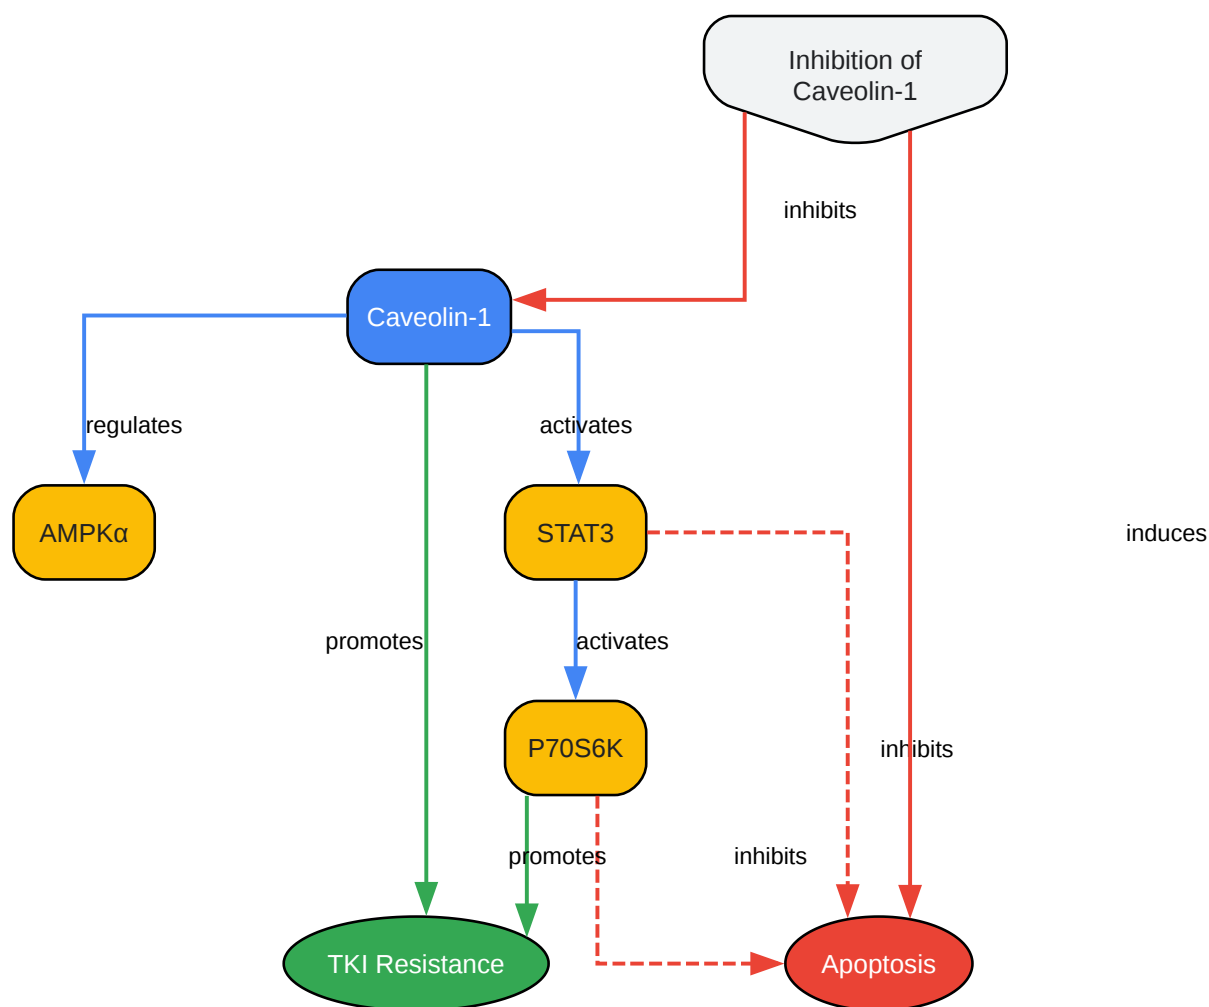 Inhibition of
Caveolin-1
inhibits
Caveolin-1
regulates
activates
AMPKα
STAT3
induces
promotes
activates
P70S6K
inhibits
promotes
inhibits
TKI Resistance
Apoptosis